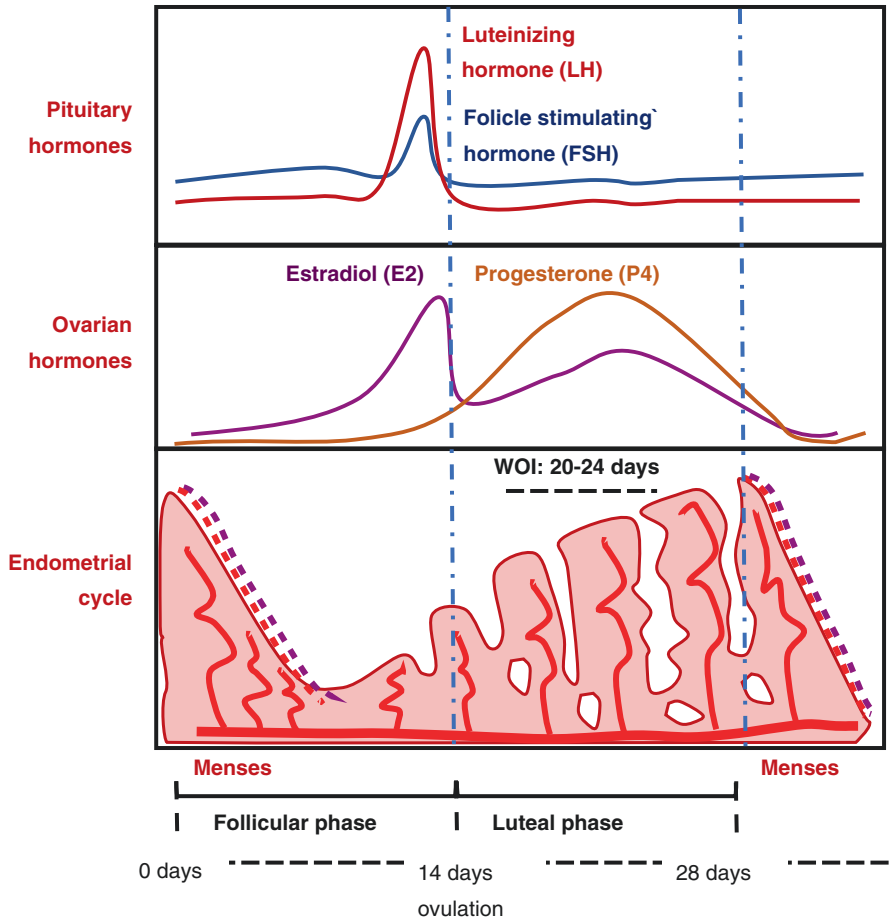 Luteinizing
hormone (LH)
Pituitary
hormones
Folicle stimulating`
hormone (FSH)
Estradiol (E2)
Progesterone (P4)
Ovarian
hormones
WOI: 20-24 days
Endometrial
cycle
Menses
Menses
Follicular phase
Luteal phase
0 days
14 days
28 days
ovulation